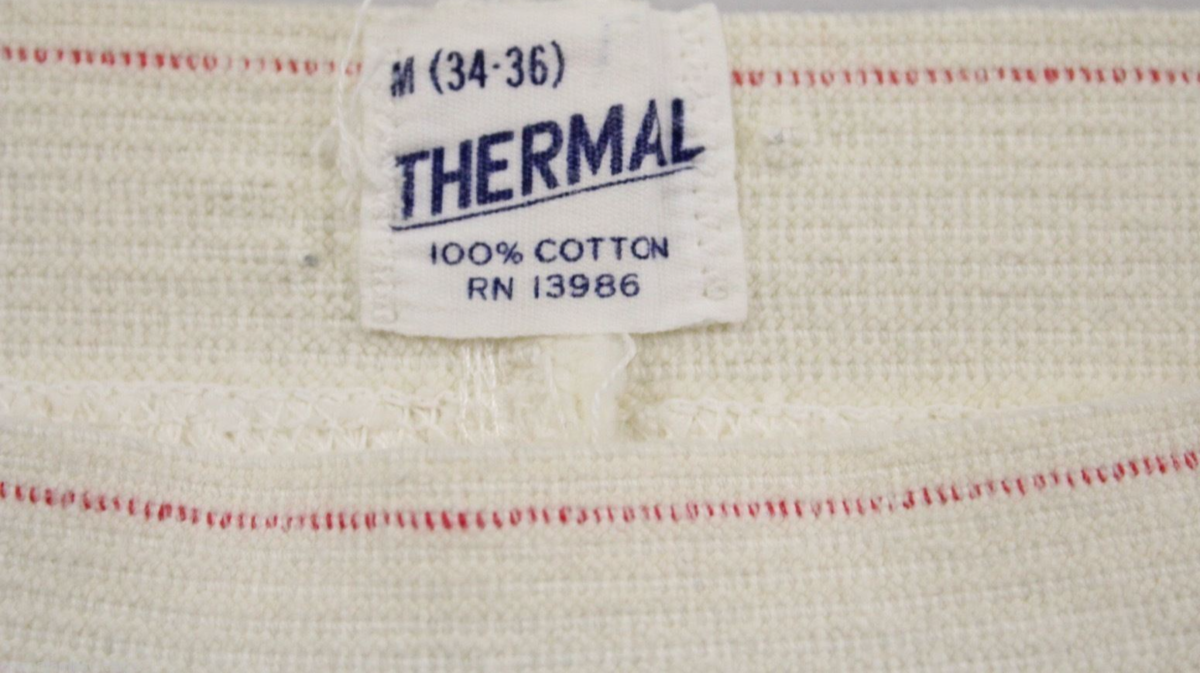 M (34-36)
THERMAL
100% COTTON
RN 13986